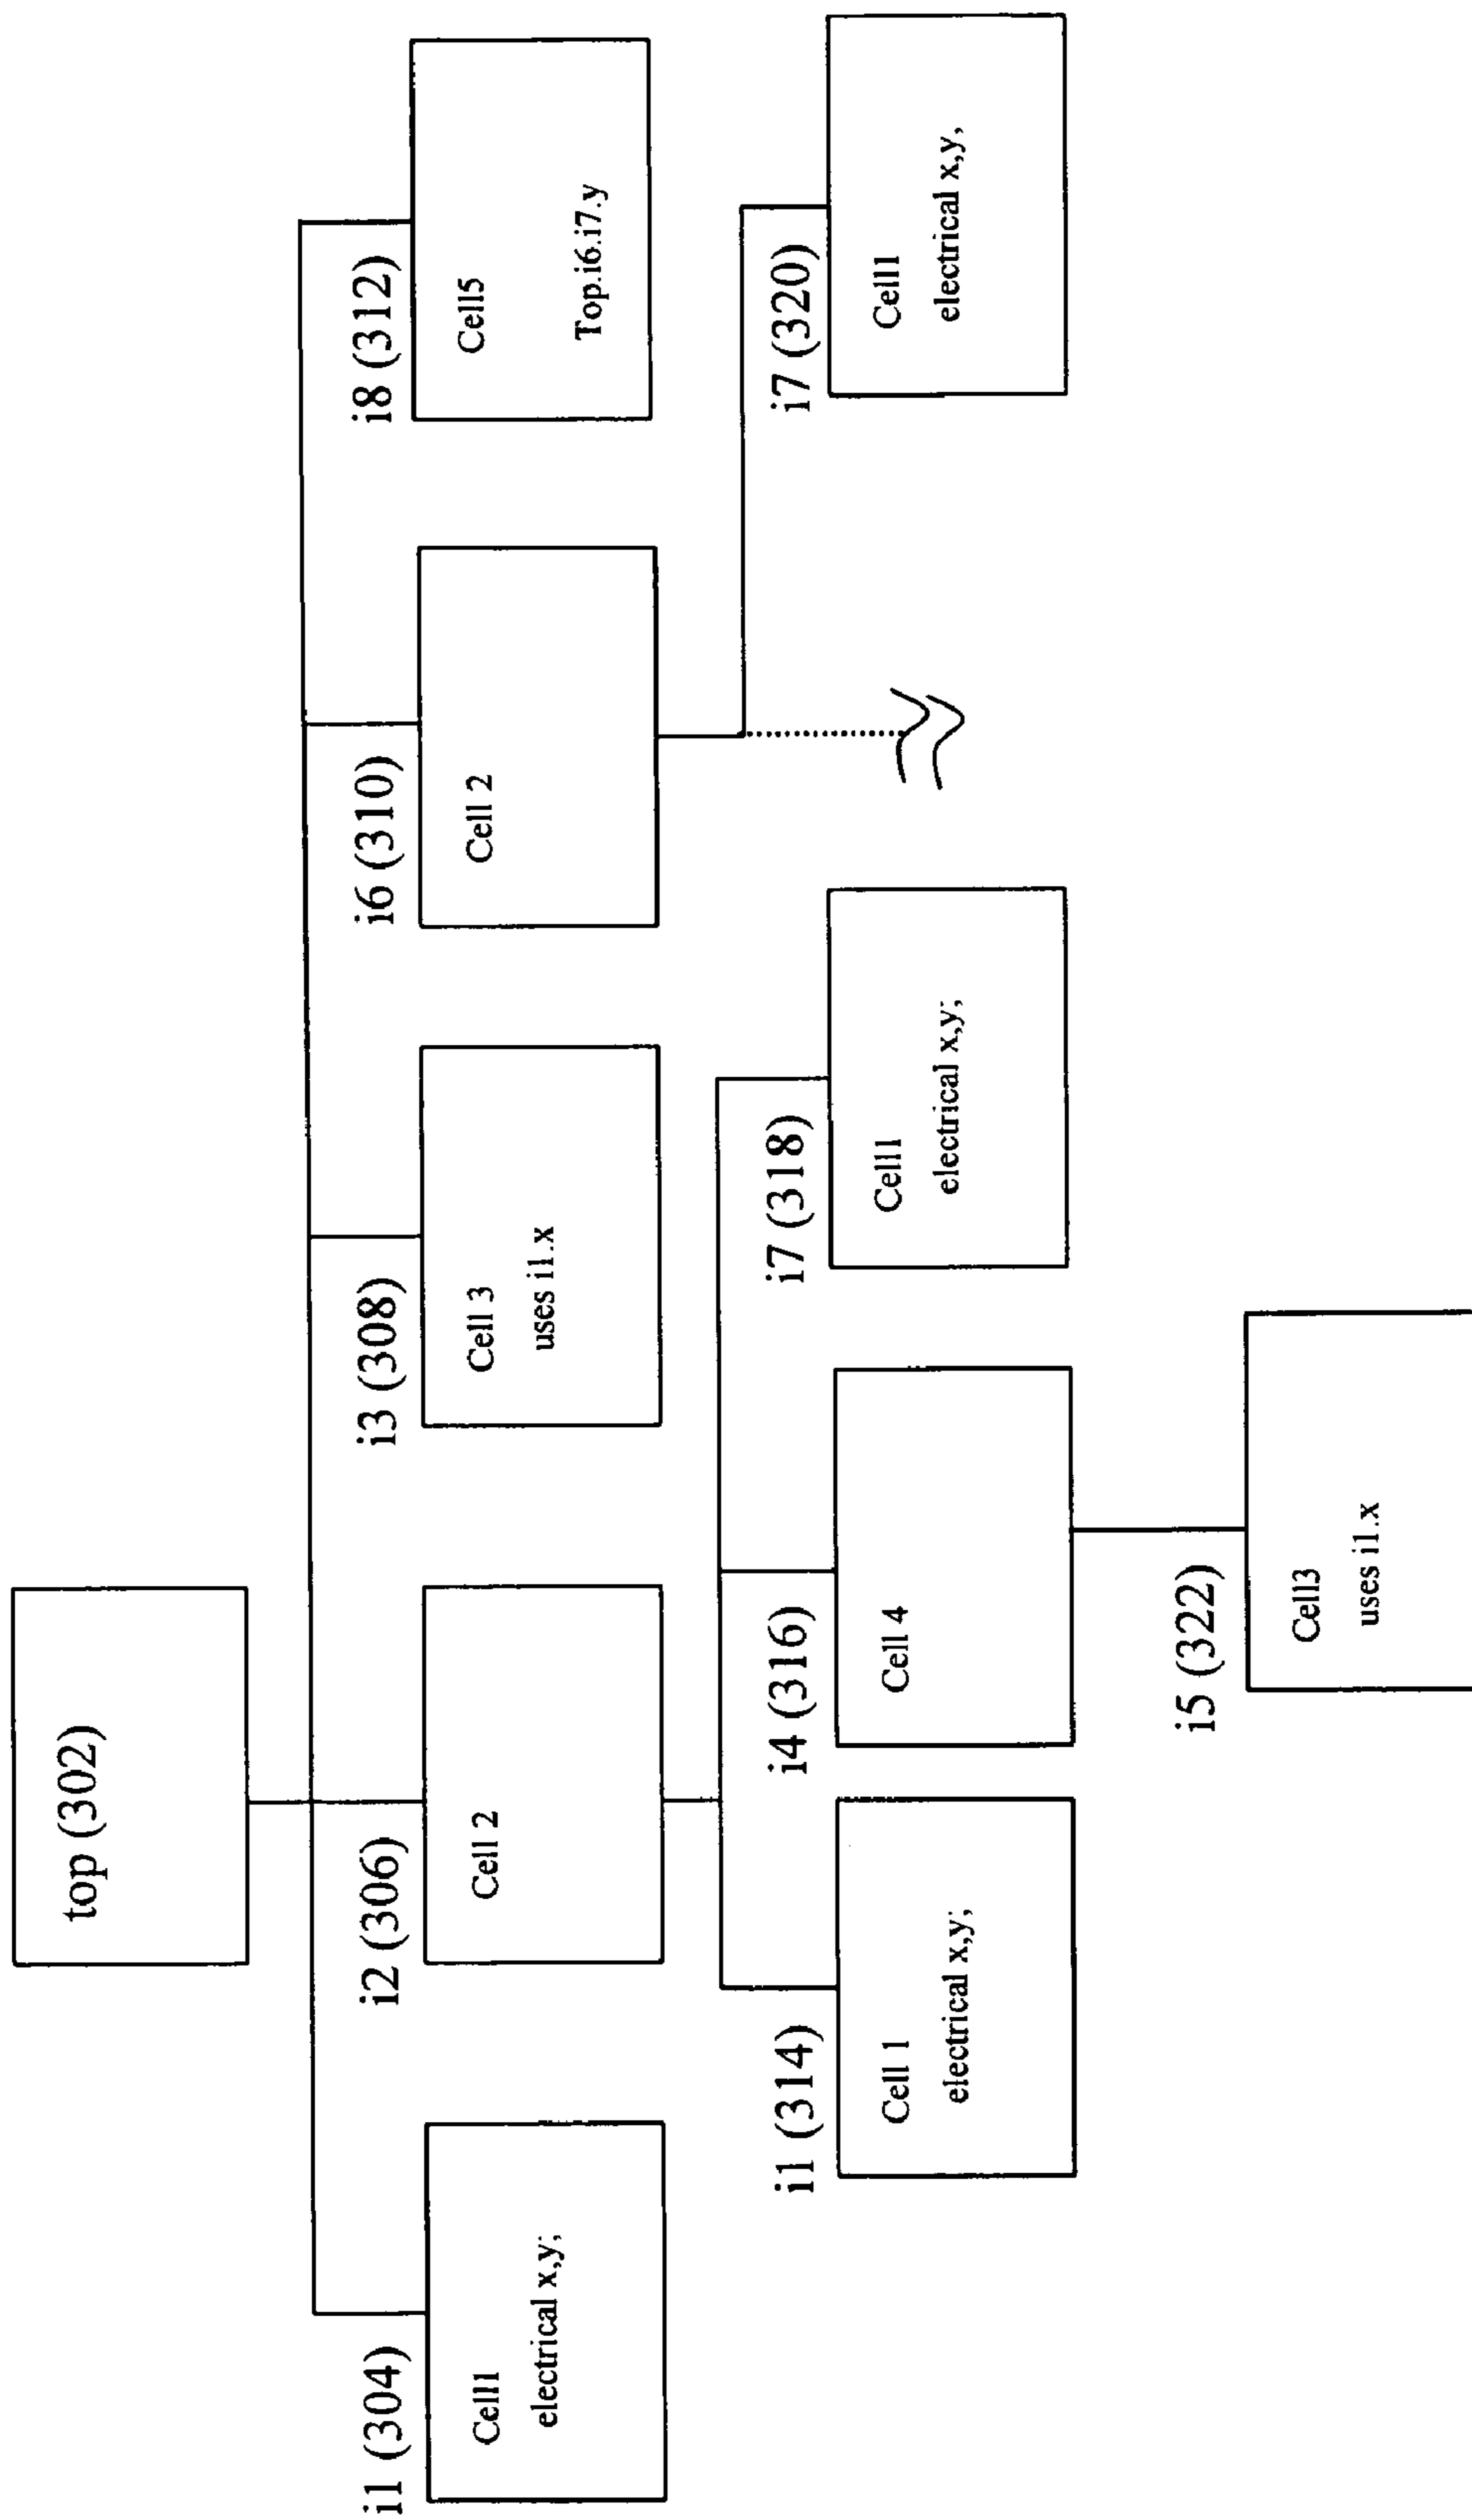 top (302)
i1 (304)
Cell1
electrical x,y;
i2 (306)
Cell 2
i3 (308)
Cell 3
uses i1.x
i6 (310)
Cell 2
i8 (312)
Cell5
Top.i6.i7.y
i1 (314)
Cell 1
electrical x,y;
i4 (316)
Cell 4
i7 (318)
Cell1
electrical x,y;
i7 (320)
Cell1
electrical x,y;
i5 (322)
Cell3
uses i1.x